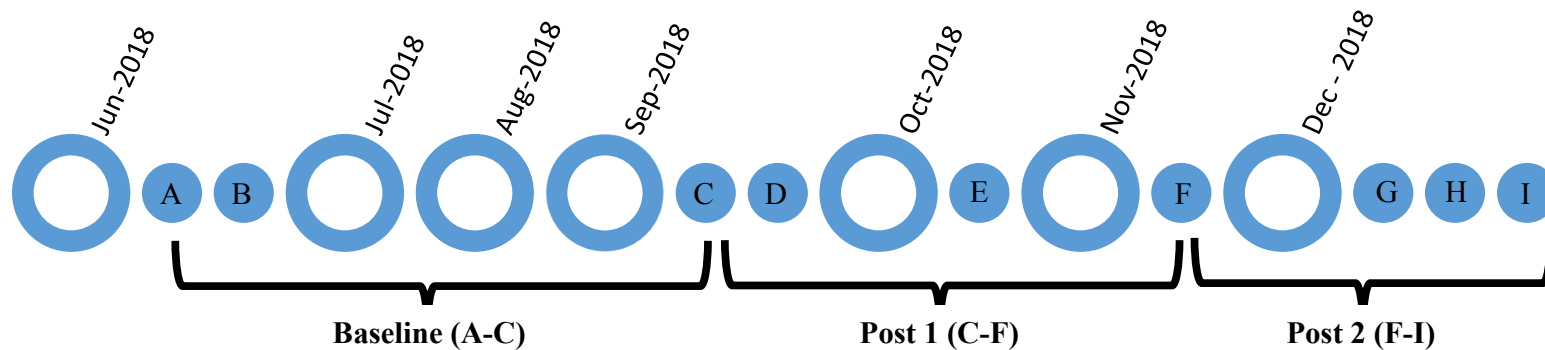 Jun-2018 Jul-2018 Aug-2018 Sep-2018 Oct-2018 Nov-2018 Dec - 2018
A B C D E F G H I
Baseline (A-C) Post 1 (C-F) Post 2 (F-I)